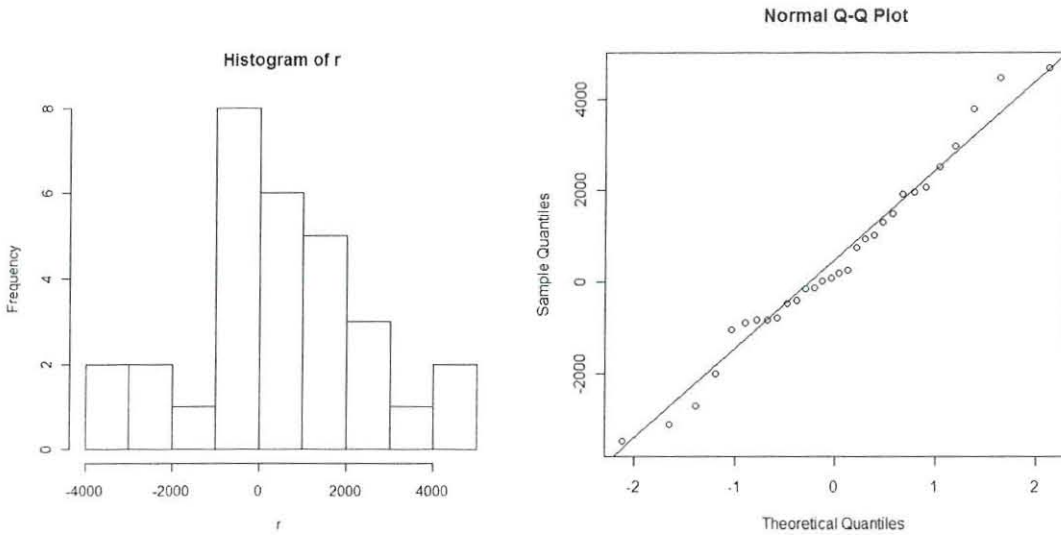 Histogram of r
Frequency
0
2
4
6
8
-4000 -2000 0 2000 4000
r
Normal Q-Q Plot
Sample Quantiles
-2000
0
2000
4000
-2 -1 0 1 2
Theoretical Quantiles